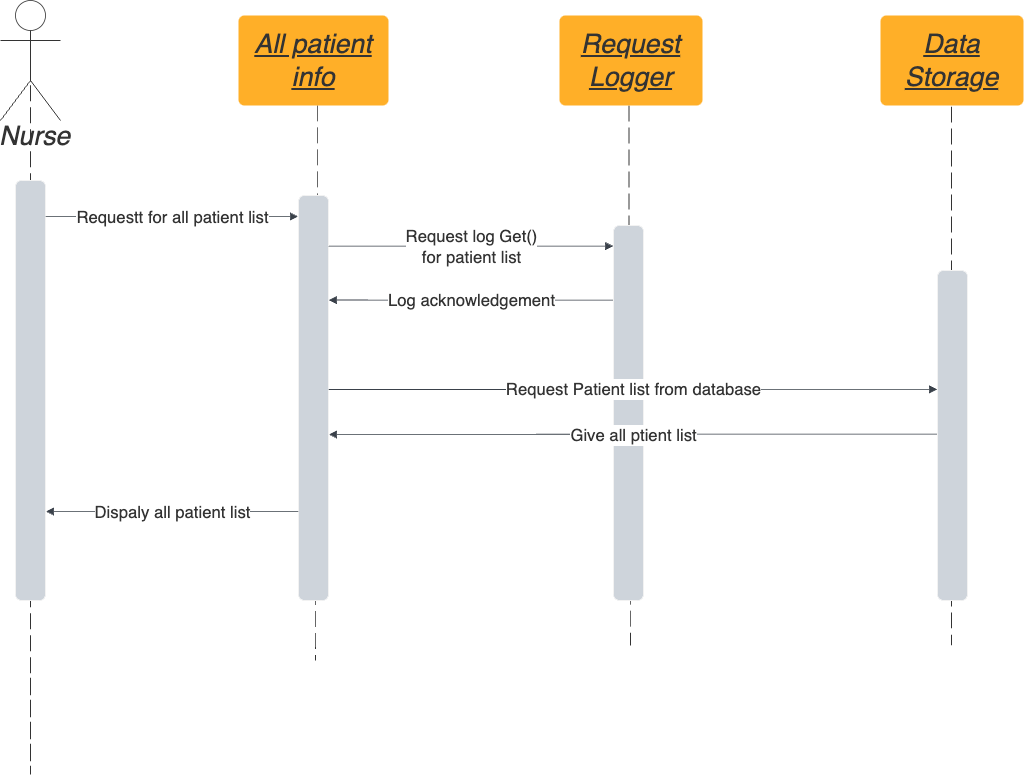 All patient
info
Request
Logger
Data
Storage
Nurse
Requestt for all patient list
Request log Get()
for patient list
Log acknowledgement
Request Patient list from database
Give all ptient list
Dispaly all patient list